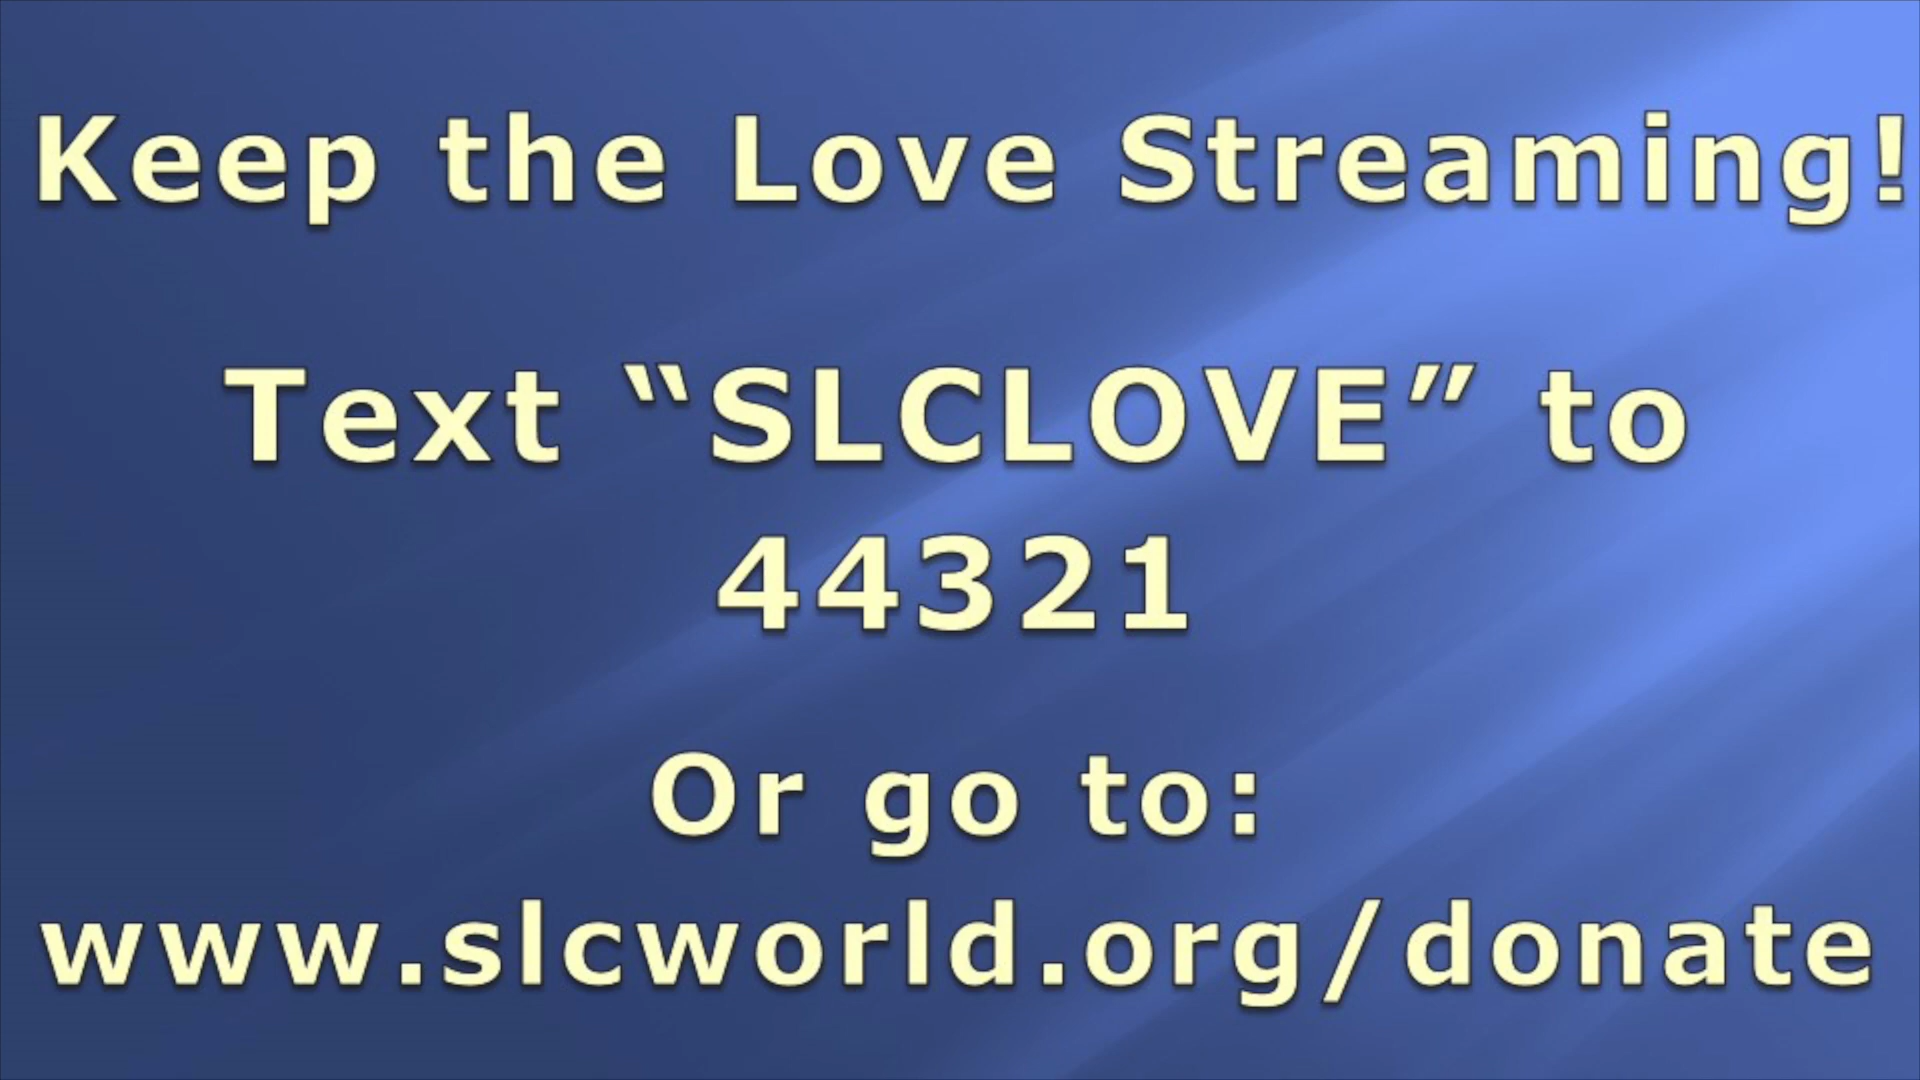 Keep the Love Streaming!
Text “SLCLOVE” to
44321
Or go to:
www.slcworld.org/donate